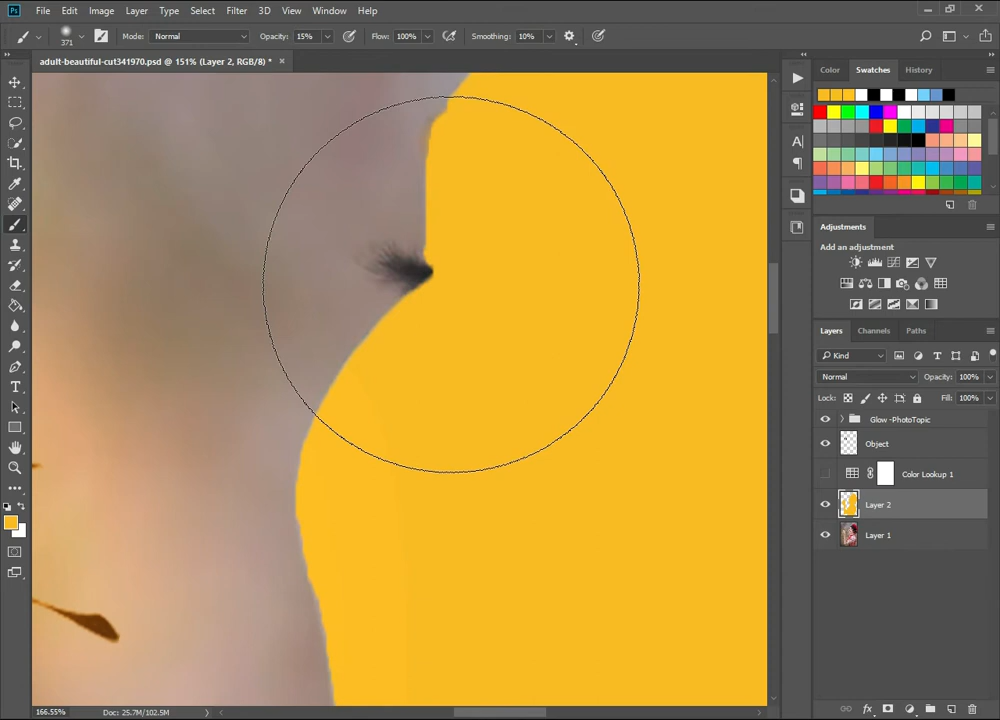 Ps File Edit Image Layer Type Select Filter 3D View Window Help
371 Mode: Normal Opacity: 15% Flow: 100% Smoothing: 10%
adult-beautiful-cut341970.psd @ 151% (Layer 2, RGB/8) *
Color Swatches History
Adjustments
Add an adjustment
Layers Channels Paths
Kind
Normal Opacity: 100%
Lock: Fill: 100%
Glow -PhotoTopic
Object
Color Lookup 1
Layer 2
Layer 1
166.55% Doc: 25.7M/102.5M
fx